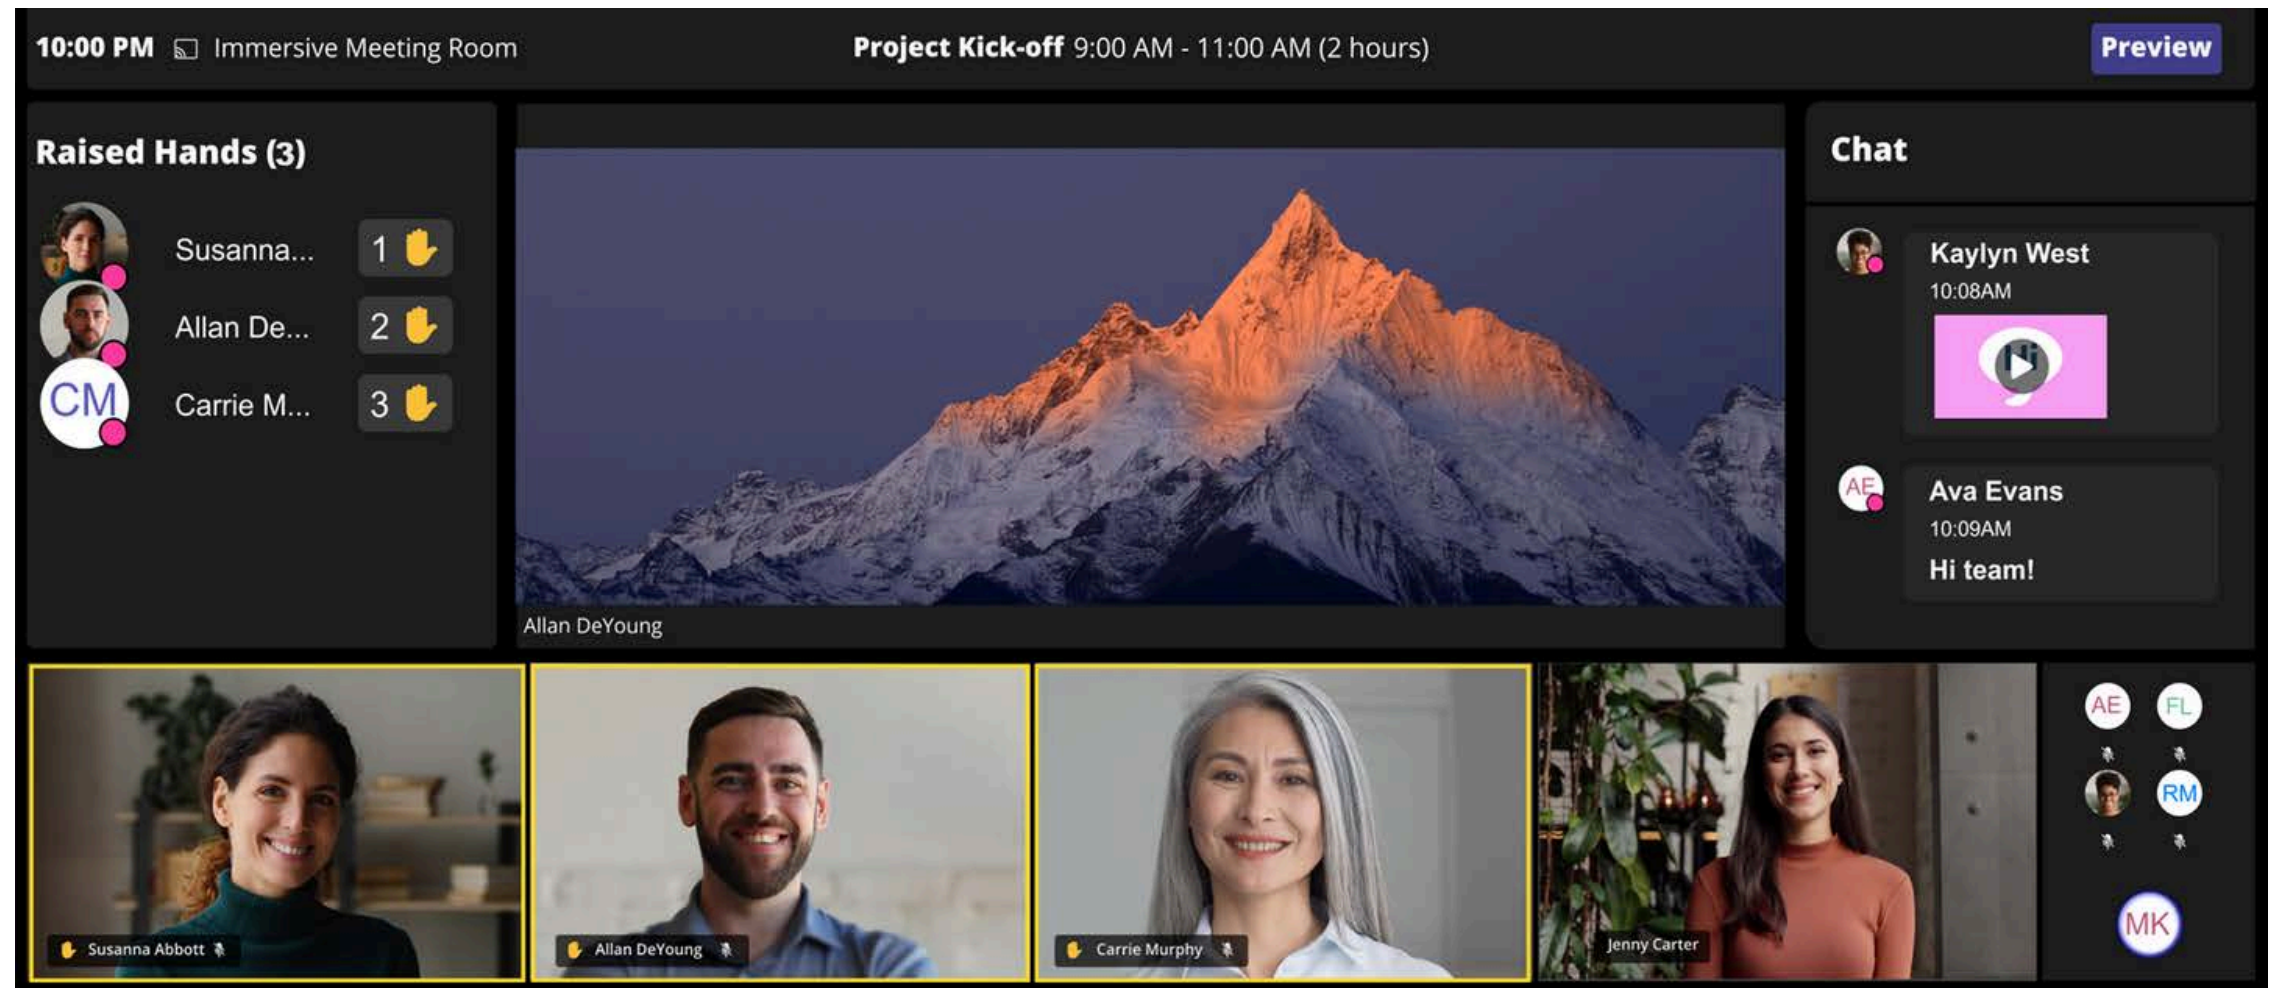 10:00 PM Immersive Meeting Room
Project Kick-off 9:00 AM - 11:00 AM (2 hours)
Preview
Raised Hands (3)
Susanna... 1
Allan De... 2
CM Carrie M... 3
Allan DeYoung
Chat
Kaylyn West
10:08AM
Hi
AE Ava Evans
10:09AM
Hi team!
Susanna Abbott
Allan DeYoung
Carrie Murphy
Jenny Carter
AE FL
RM
MK